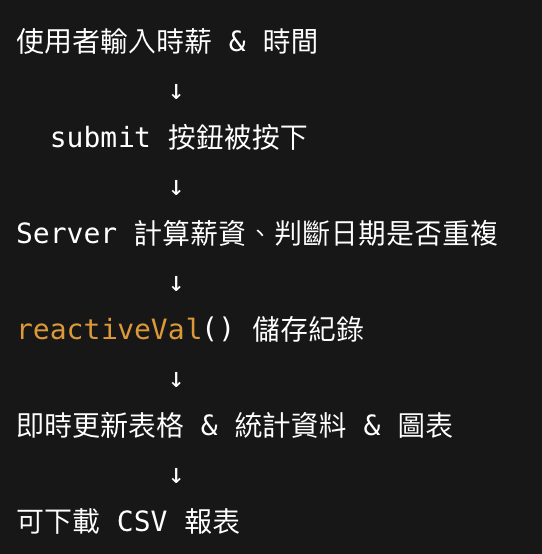 使用者輸入時薪 & 時間
↓
submit 按鈕被按下
↓
Server 計算薪資、判斷日期是否重複
↓
reactiveVal() 儲存紀錄
↓
即時更新表格 & 統計資料 & 圖表
↓
可下載 CSV 報表